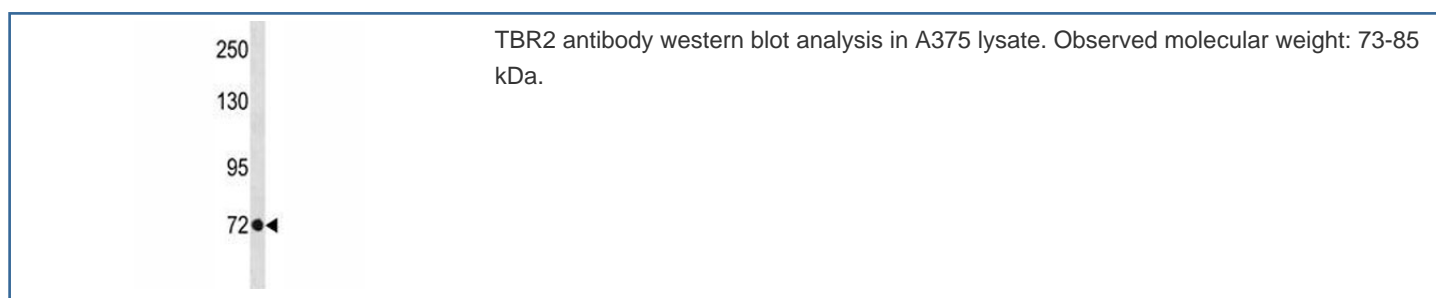 250
130
95
72
TBR2 antibody western blot analysis in A375 lysate. Observed molecular weight: 73-85
kDa.